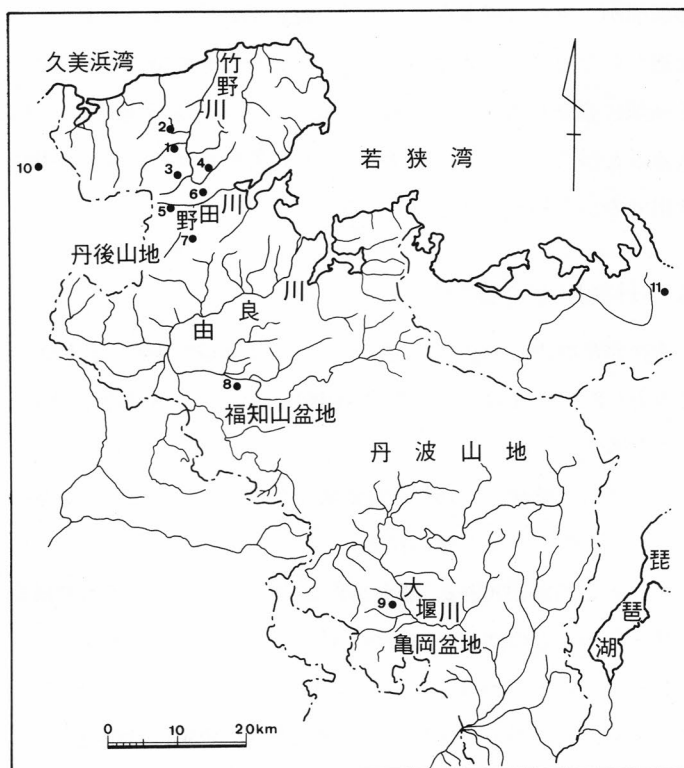 久美浜湾
竹野川
2
1
3
4
10
若狭湾
6
5
野田川
7
丹後山地
11
由良川
8
福知山盆地
丹波山地
琵琶湖
9
大堰川
亀岡盆地
0 10 20km